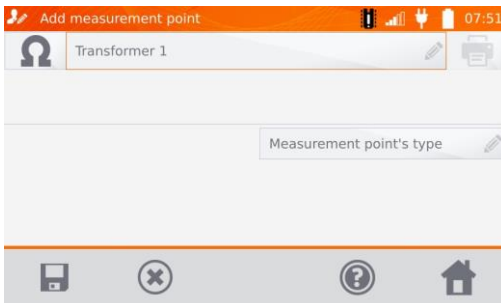 Add measurement point
07:51
Ω
Transformer 1
Measurement point's type
?